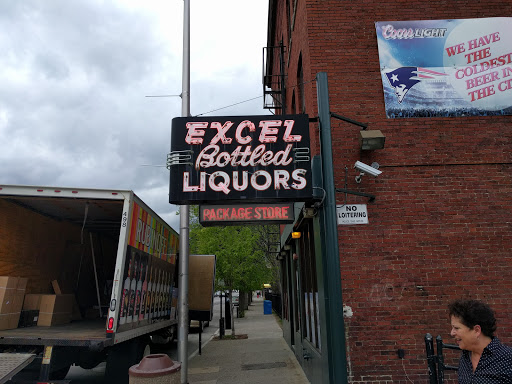 Coors LIGHT
WE HAVE
THE
COLDEST
BEER IN
THE CI
EXCEL
Bottled
LIQUORS
PACKAGE STORE
NO
LOITERING